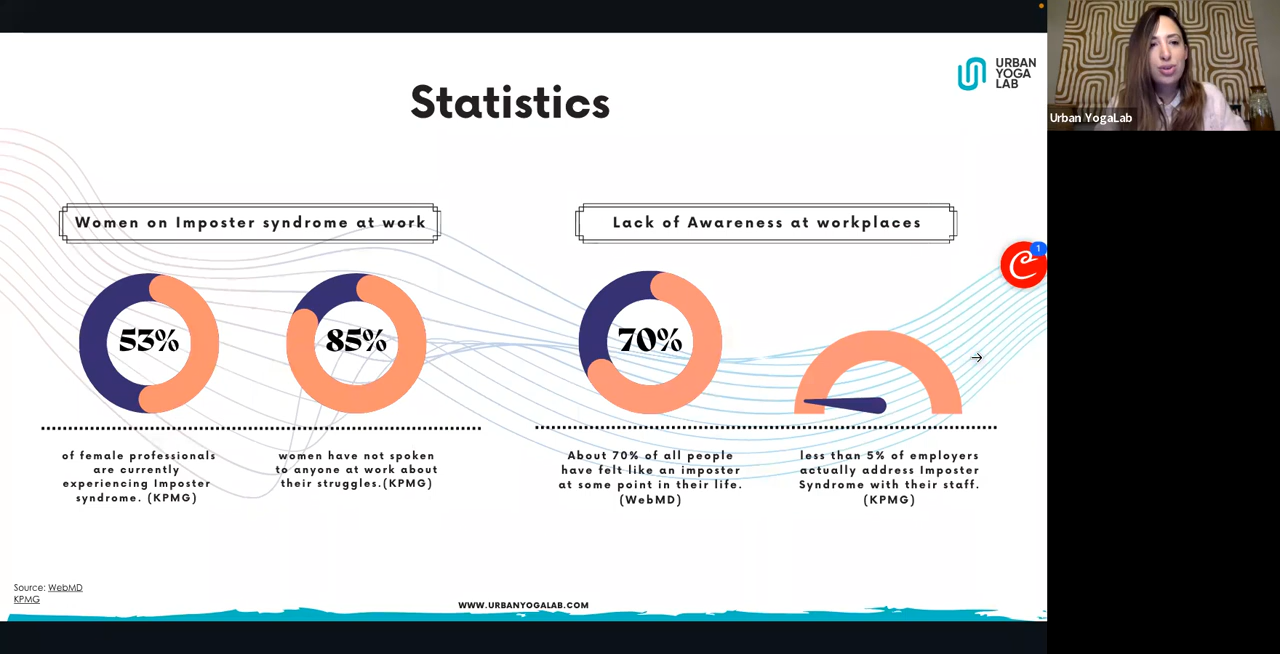 URBAN
YOGA
LAB
Statistics
Urban YogaLab
Women on Imposter syndrome at work
Lack of Awareness at workplaces
1
53%
85%
70%
of female professionals
are currently
experiencing Imposter
syndrome. (KPMG)
women have not spoken
to anyone at work about
their struggles.(KPMG)
About 70% of all people
have felt like an imposter
at some point in their life.
(WebMD)
less than 5% of employers
actually address Imposter
Syndrome with their staff.
(KPMG)
Source: WebMD
KPMG
WWW.URBANYOGALAB.COM